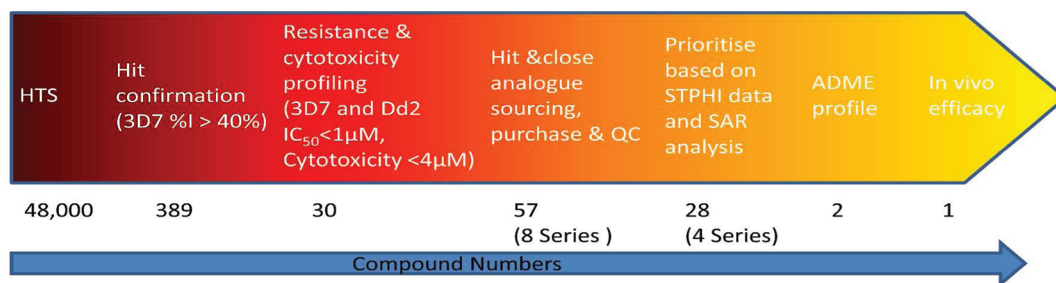 HTS
Hit
confirmation
(3D7 %I > 40%)
Resistance &
cytotoxicity
profiling
(3D7 and Dd2
IC50<1μM,
Cytotoxicity <4μM)
Hit &close
analogue
sourcing,
purchase & QC
Prioritise
based on
STPHI data
and SAR
analysis
ADME
profile
In vivo
efficacy
48,000
389
30
57
(8 Series )
28
(4 Series)
2
1
Compound Numbers